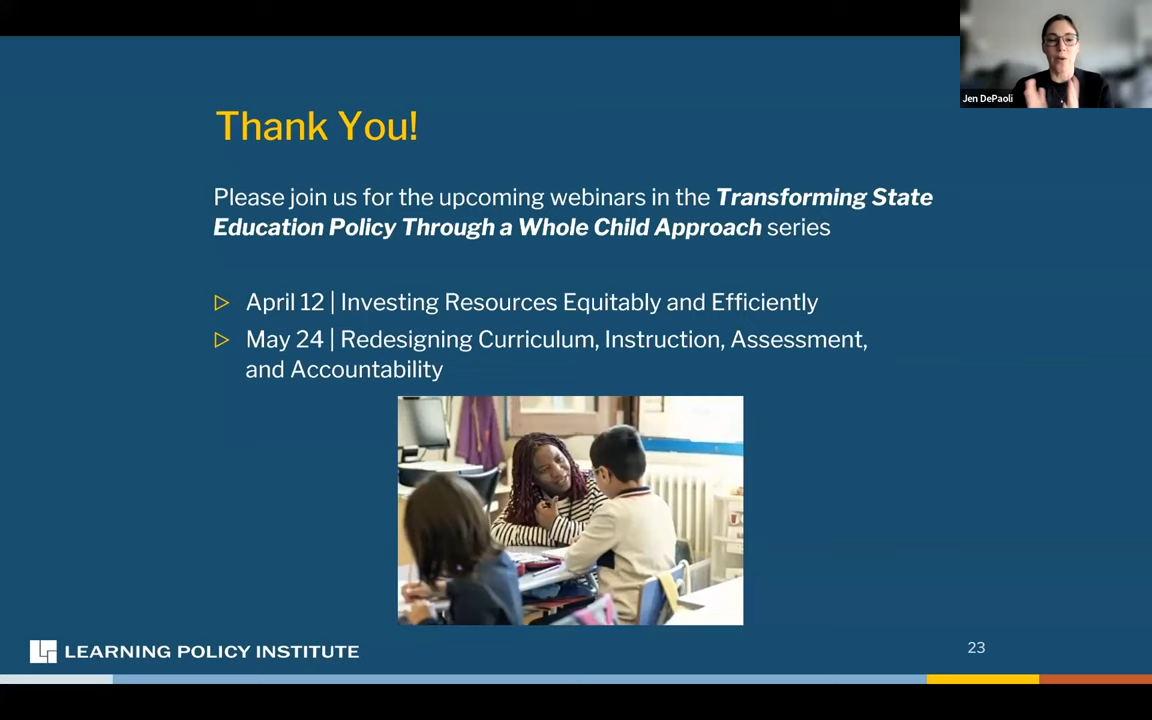 Jen DePaoli
Thank You!
Please join us for the upcoming webinars in the Transforming State
Education Policy Through a Whole Child Approach series
April 12 | Investing Resources Equitably and Efficiently
May 24 | Redesigning Curriculum, Instruction, Assessment,
and Accountability
LEARNING POLICY INSTITUTE
23